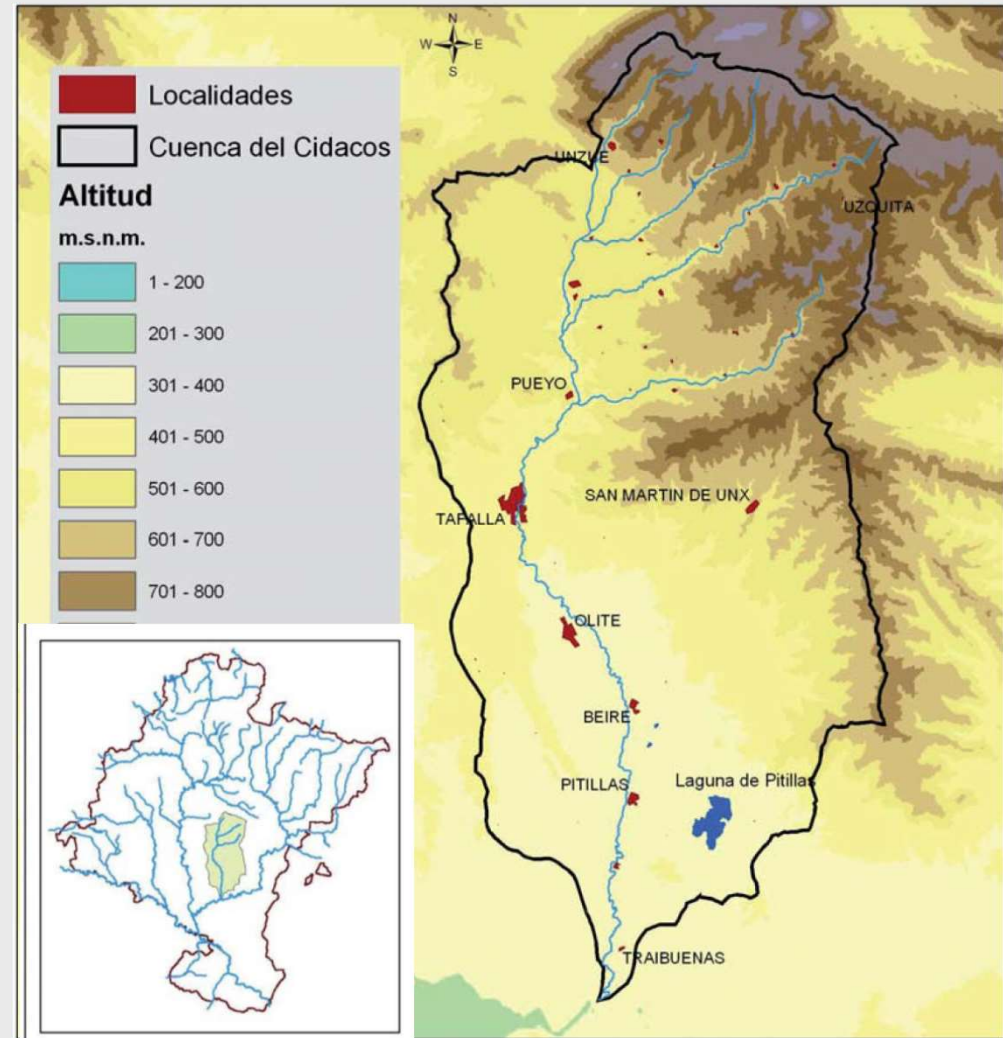 N
W E
S
Localidades
Cuenca del Cidacos
Altitud
m.s.n.m.
1 - 200
201 - 300
301 - 400
401 - 500
501 - 600
601 - 700
701 - 800
UNZUE
UZQUITA
PUEYO
SAN MARTIN DE UNX
TAFALLA
OLITE
BEIRE
PITILLAS
Laguna de Pitillas
TRAIBUENAS